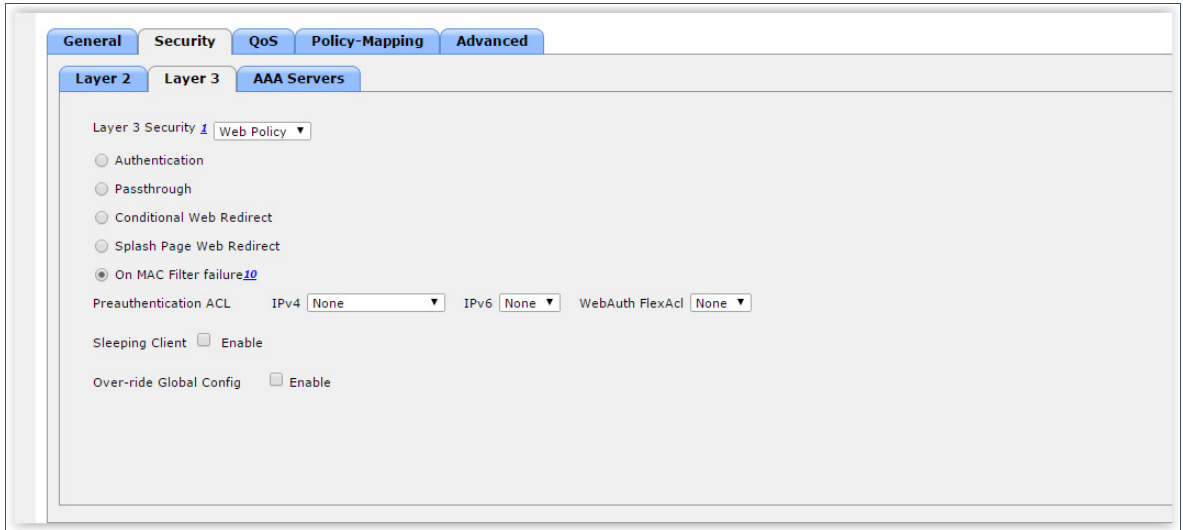 General Security QoS Policy-Mapping Advanced
Layer 2 Layer 3 AAA Servers
Layer 3 Security 1 Web Policy
Authentication
Passthrough
Conditional Web Redirect
Splash Page Web Redirect
On MAC Filter failure10
Preauthentication ACL IPv4 None IPv6 None WebAuth FlexAcl None
Sleeping Client Enable
Over-ride Global Config Enable